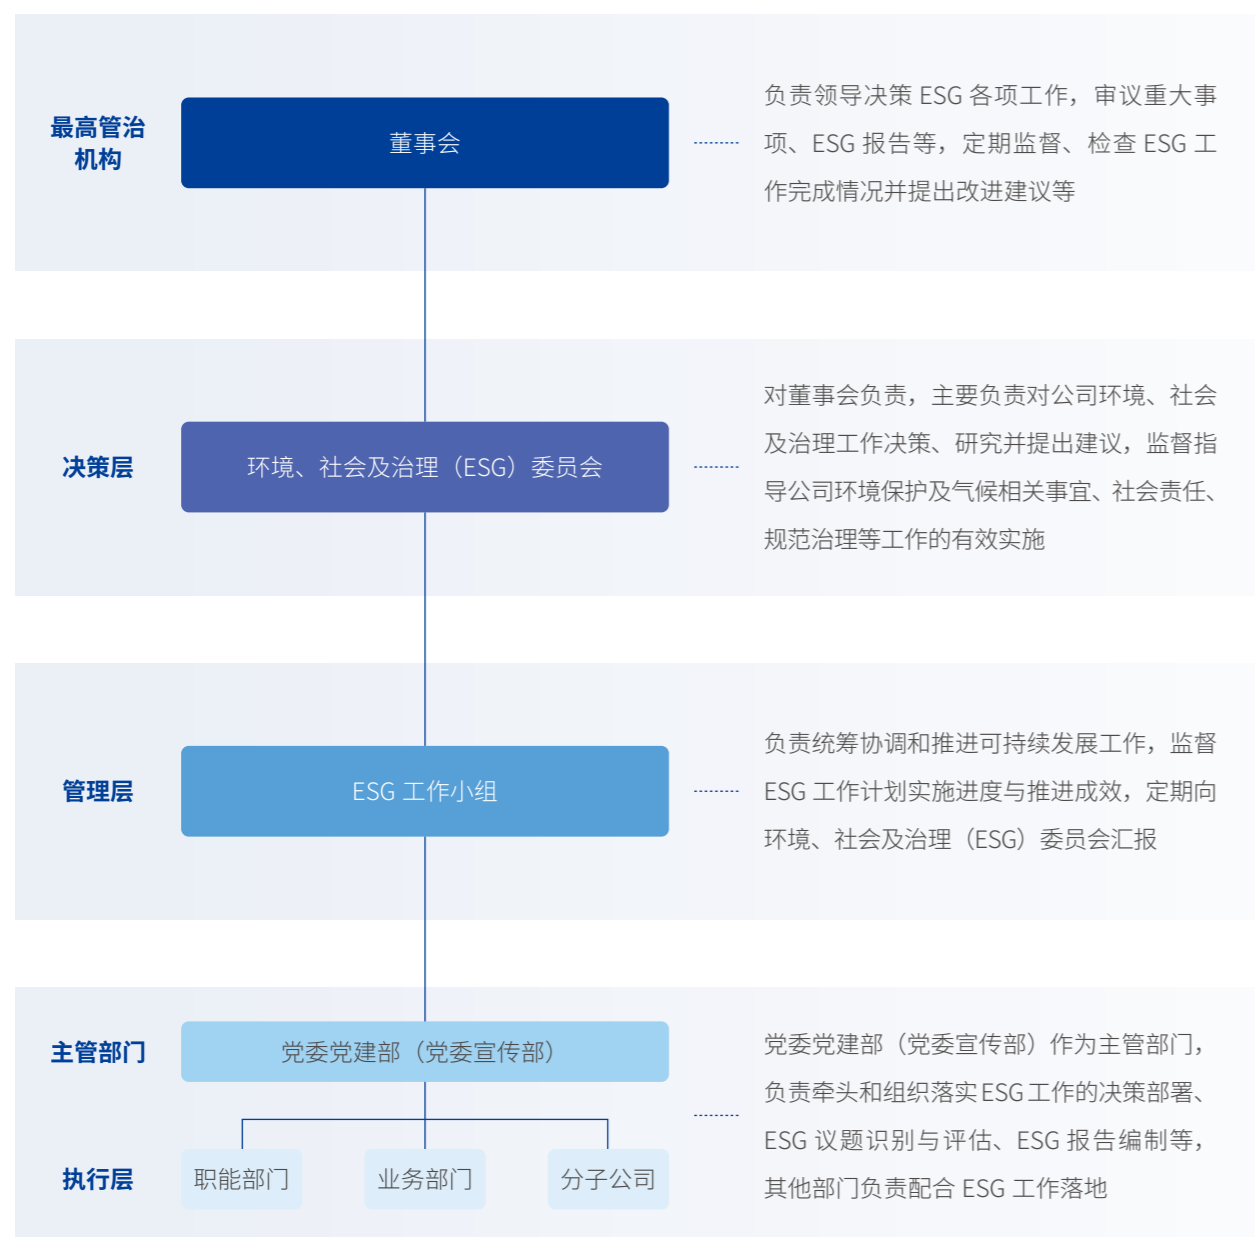 最高管治
机构
董事会
负责领导决策 ESG 各项工作，审议重大事
项、ESG 报告等，定期监督、检查 ESG 工
作完成情况并提出改进建议等
决策层
环境、社会及治理（ESG）委员会
对董事会负责，主要负责对公司环境、社会
及治理工作决策、研究并提出建议，监督指
导公司环境保护及气候相关事宜、社会责任、
规范治理等工作的有效实施
管理层
ESG 工作小组
负责统筹协调和推进可持续发展工作，监督
ESG 工作计划实施进度与推进成效，定期向
环境、社会及治理（ESG）委员会汇报
主管部门
党委党建部（党委宣传部）
党委党建部（党委宣传部）作为主管部门，
负责牵头和组织落实 ESG 工作的决策部署、
ESG 议题识别与评估、ESG 报告编制等，
其他部门负责配合 ESG 工作落地
执行层
职能部门
业务部门
分子公司